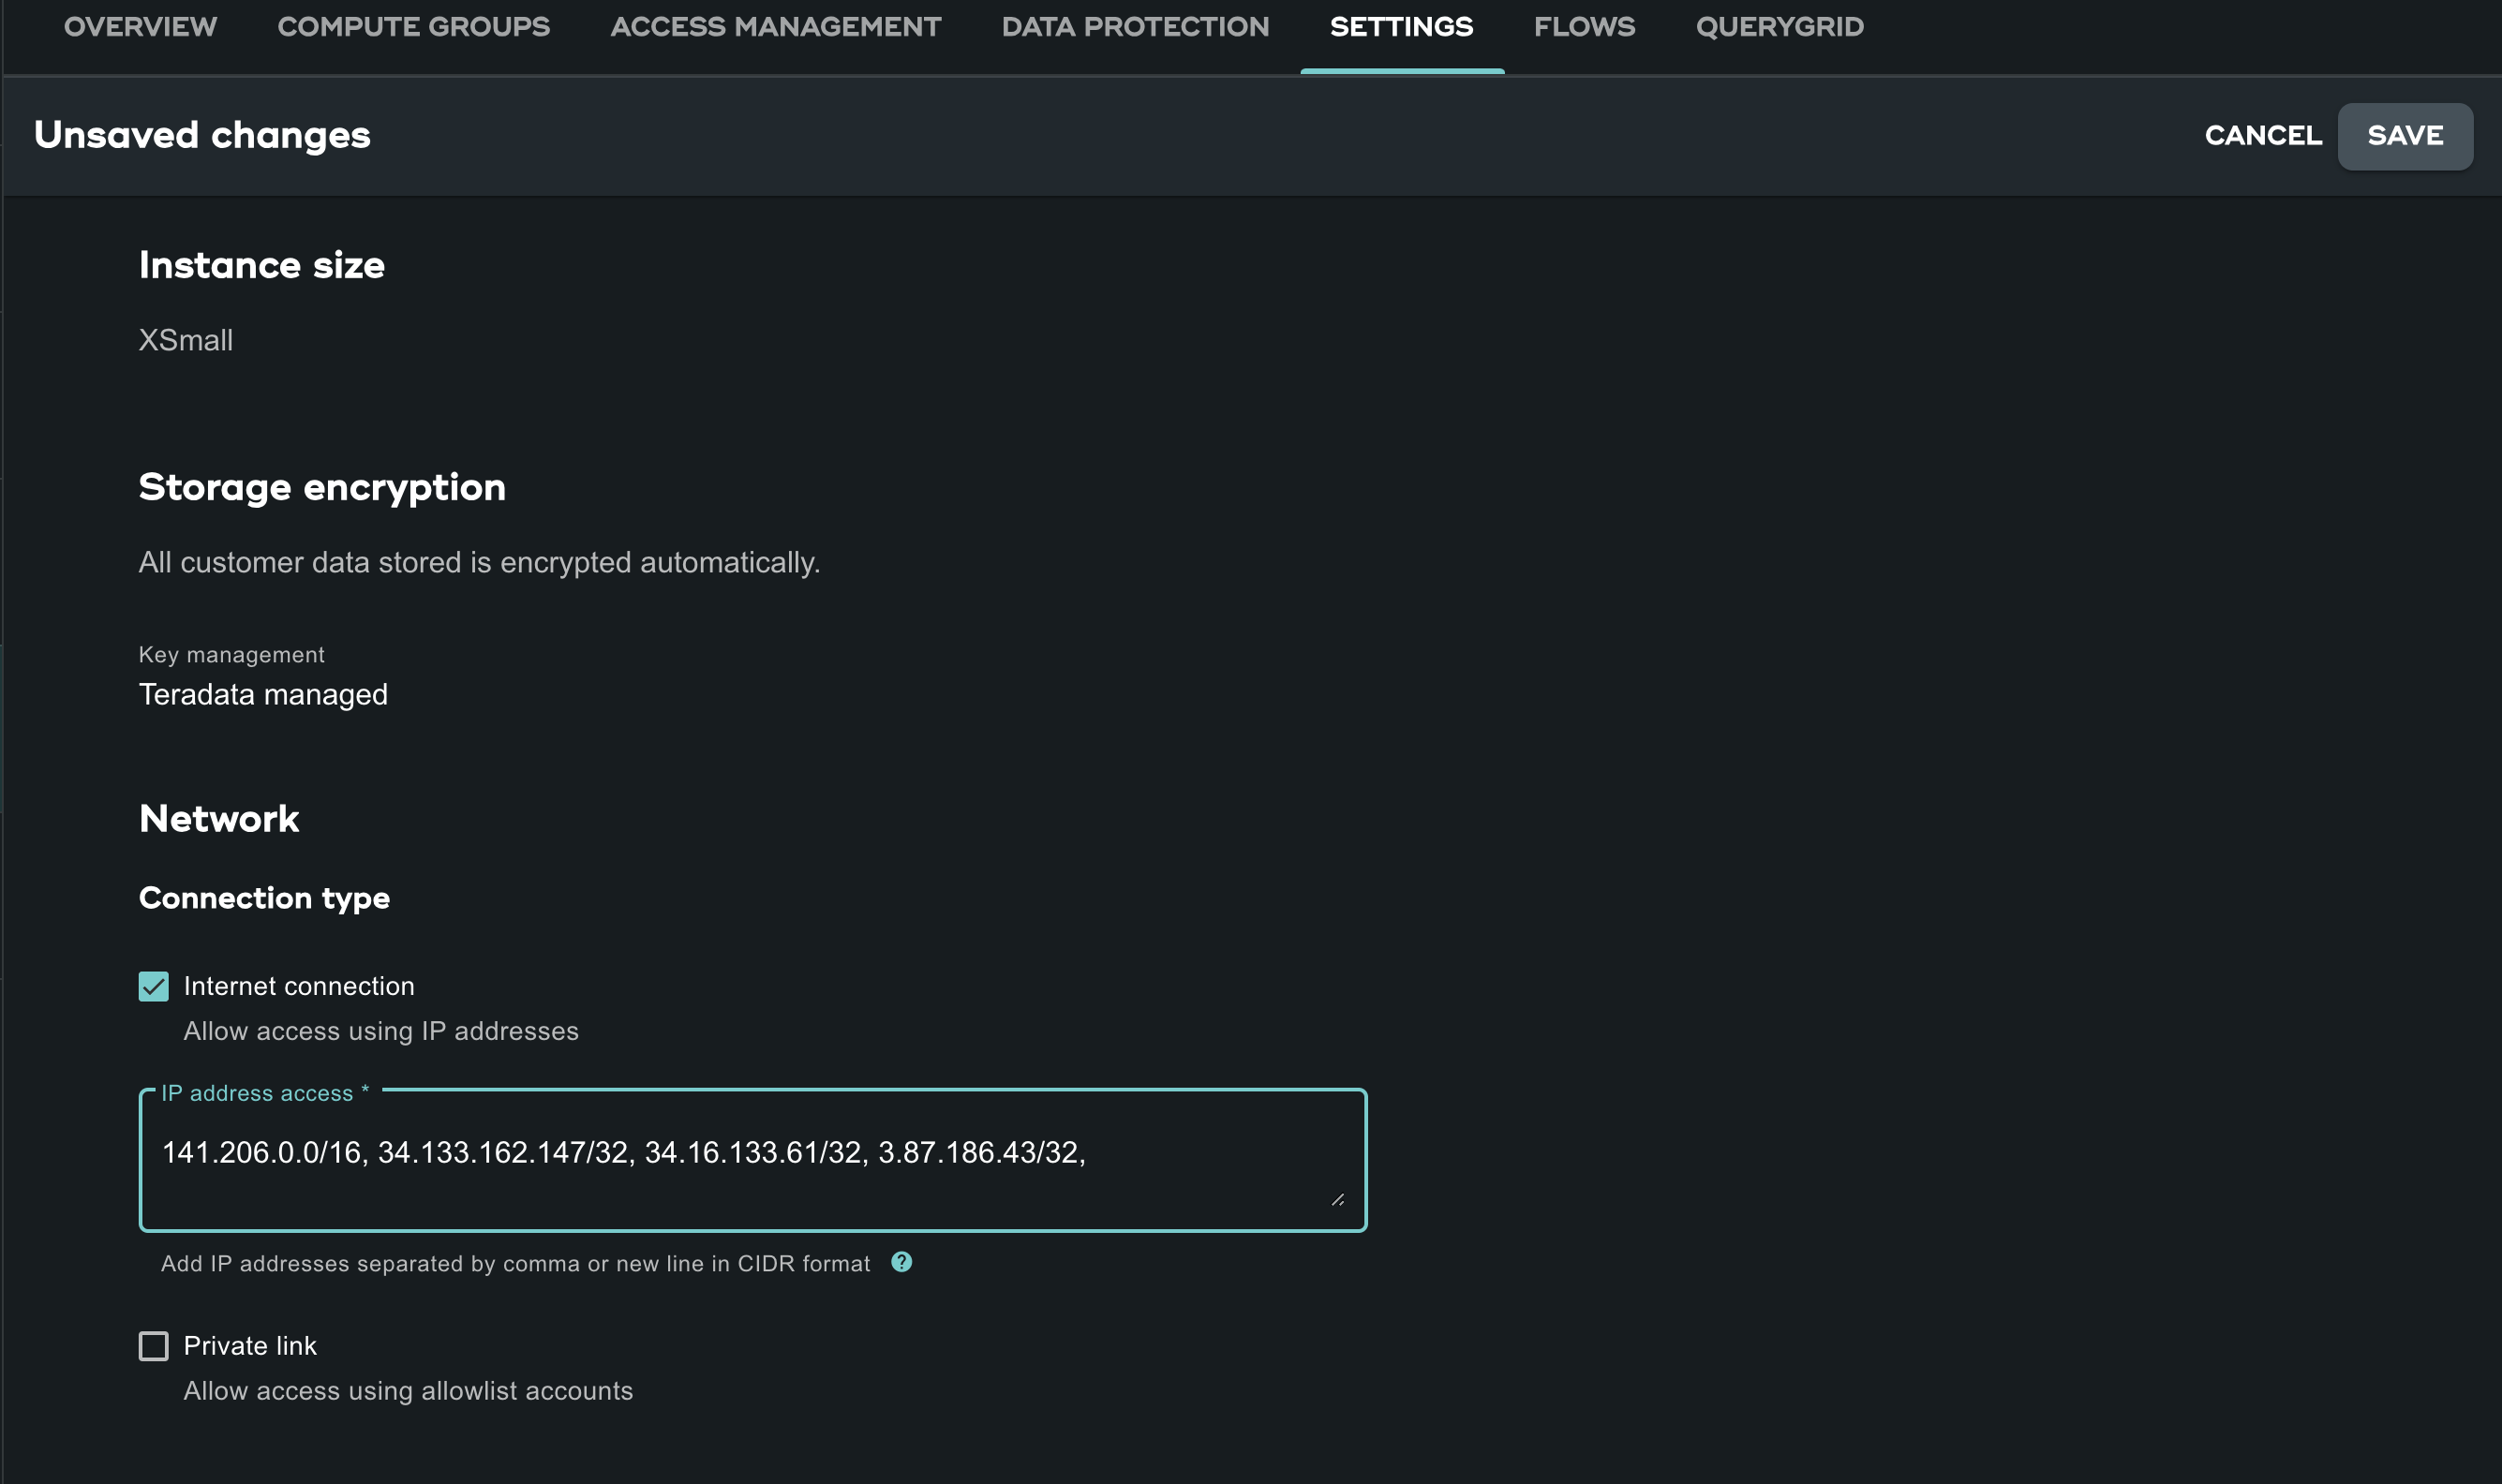 OVERVIEW COMPUTE GROUPS ACCESS MANAGEMENT DATA PROTECTION SETTINGS FLOWS QUERYGRID
Unsaved changes CANCEL SAVE
Instance size
XSmall
Storage encryption
All customer data stored is encrypted automatically.
Key management
Teradata managed
Network
Connection type
Internet connection
Allow access using IP addresses
IP address access *
141.206.0.0/16, 34.133.162.147/32, 34.16.133.61/32, 3.87.186.43/32,
Add IP addresses separated by comma or new line in CIDR format ?
Private link
Allow access using allowlist accounts